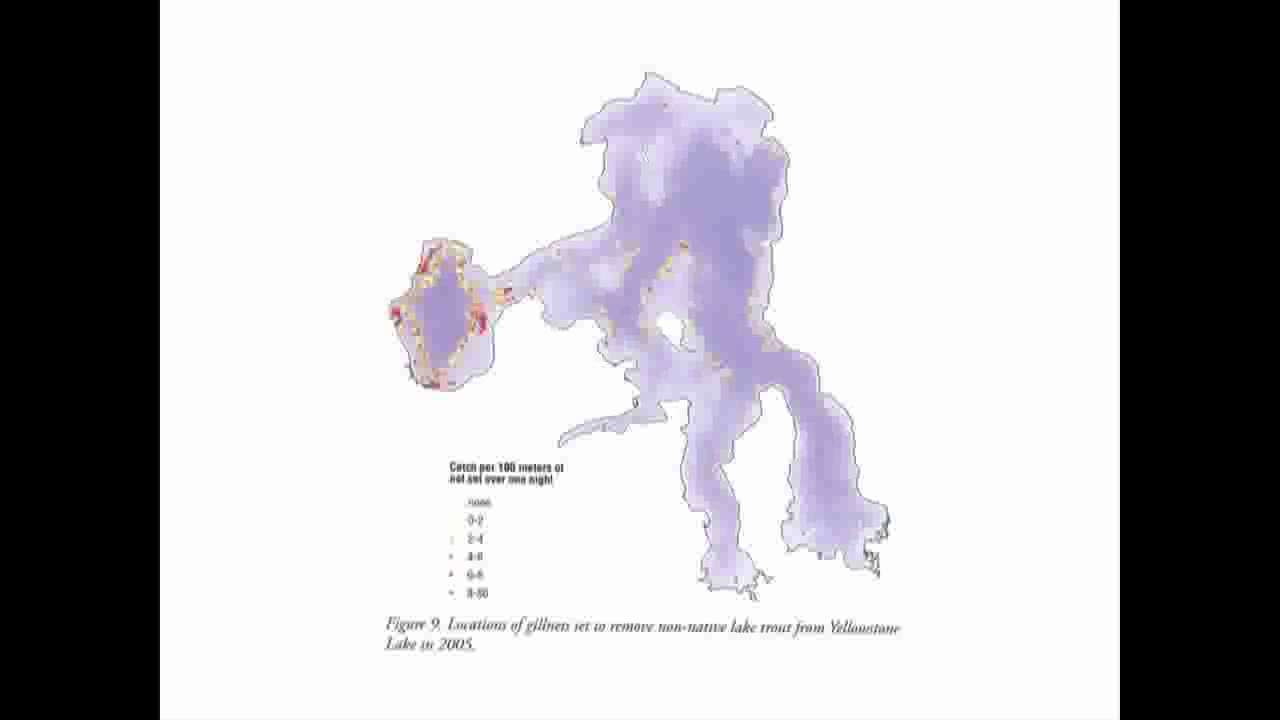 Catch per 100 meters of
net set over one night
none
0-2
2-4
4-6
6-8
Figure 9. Locations of gillnets set to remove non-native lake trout from Yellowstone
Lake in 2005.